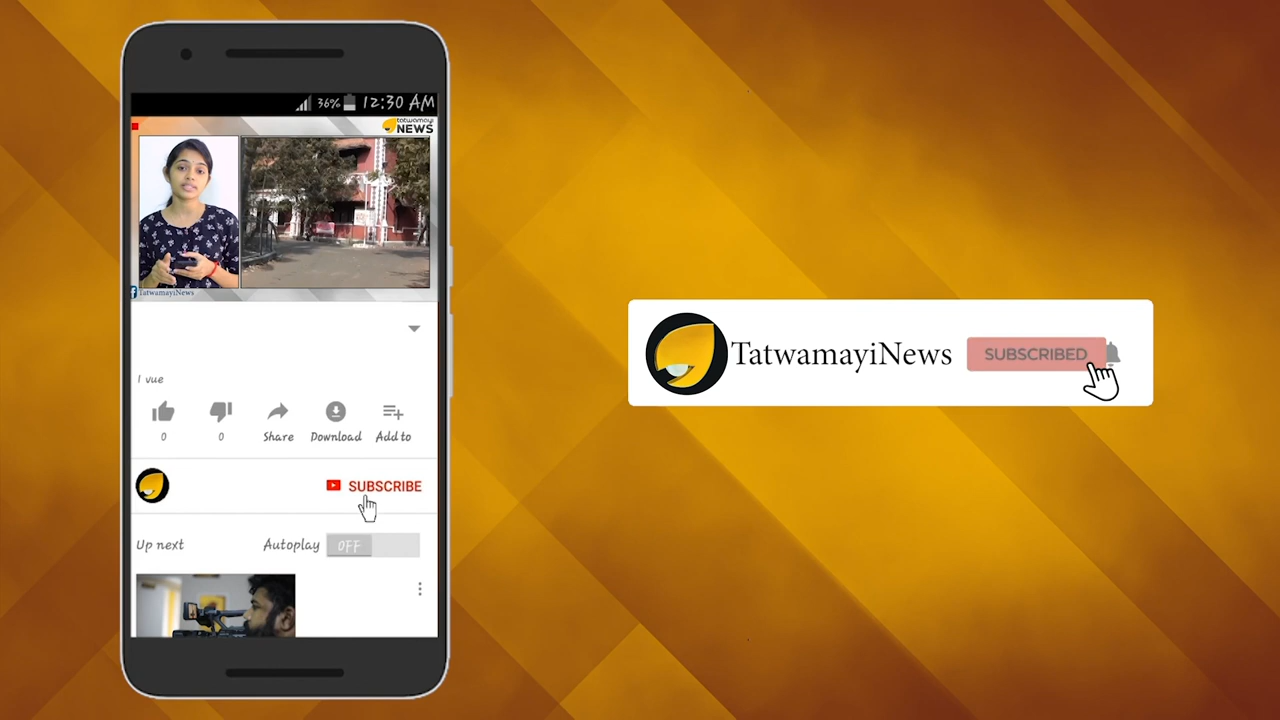 36% 12:30 AM
tatwamayi
NEWS
TatwamayiNews
1 vue
0 0 Share Download Add to
SUBSCRIBE
Up next Autoplay OFF
TatwamayiNews SUBSCRIBED